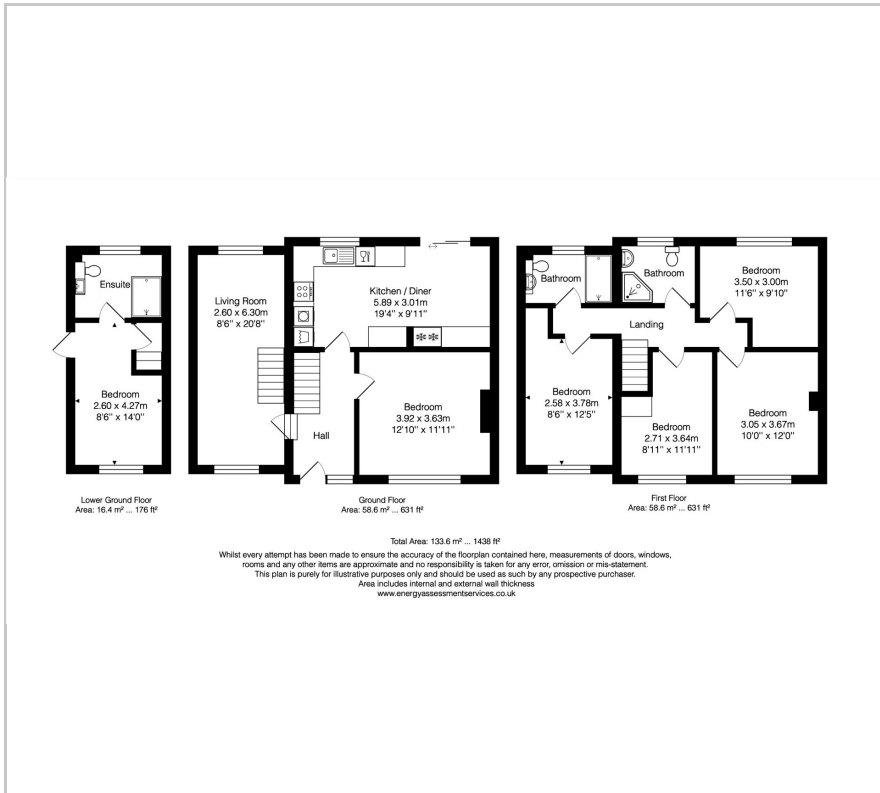 Ensuite
Bedroom
2.60 x 4.27m
8'6'' x 14'0''
Lower Ground Floor
Area: 16.4 m² ... 176 ft²
Living Room
2.60 x 6.30m
8'6'' x 20'8''
Kitchen / Diner
5.89 x 3.01m
19'4'' x 9'11''
Hall
Bedroom
3.92 x 3.63m
12'10'' x 11'11''
Ground Floor
Area: 58.6 m² ... 631 ft²
Bathroom
Bathroom
Bedroom
3.50 x 3.00m
11'6'' x 9'10''
Landing
Bedroom
2.58 x 3.78m
8'6'' x 12'5''
Bedroom
2.71 x 3.64m
8'11'' x 11'11''
Bedroom
3.05 x 3.67m
10'0'' x 12'0''
First Floor
Area: 58.6 m² ... 631 ft²
Total Area: 133.6 m² ... 1438 ft²
Whilst every attempt has been made to ensure the accuracy of the floorplan contained here, measurements of doors, windows,
rooms and any other items are approximate and no responsibility is taken for any error, omission or mis-statement.
This plan is purely for illustrative purposes only and should be used as such by any prospective purchaser.
Area includes internal and external wall thickness
www.energyassessmentservices.co.uk